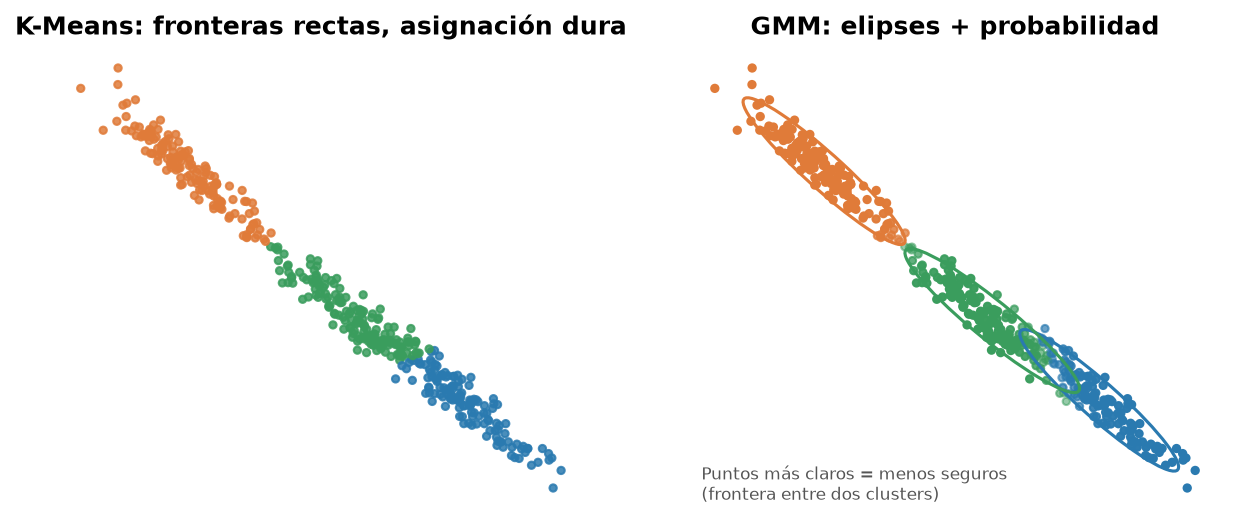 K-Means: fronteras rectas, asignación dura
GMM: elipses + probabilidad
Puntos más claros = menos seguros
(frontera entre dos clusters)